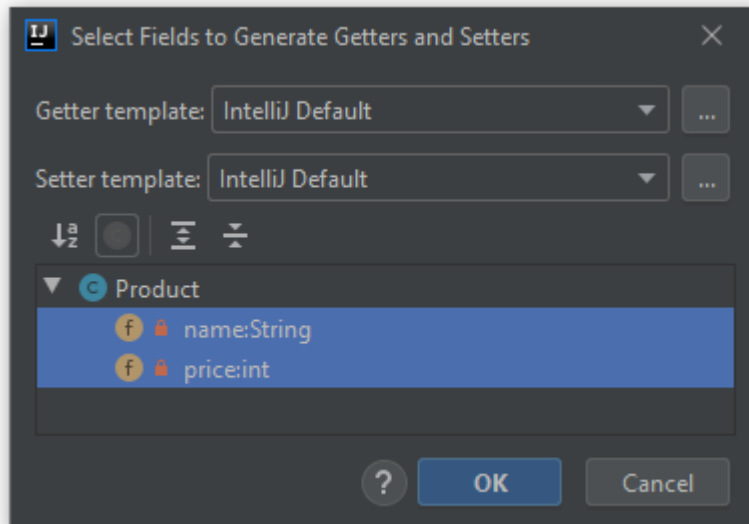 IJ Select Fields to Generate Getters and Setters
Getter template: IntelliJ Default ...
Setter template: IntelliJ Default ...
a
z
C Product
f name:String
f price:int
? OK Cancel